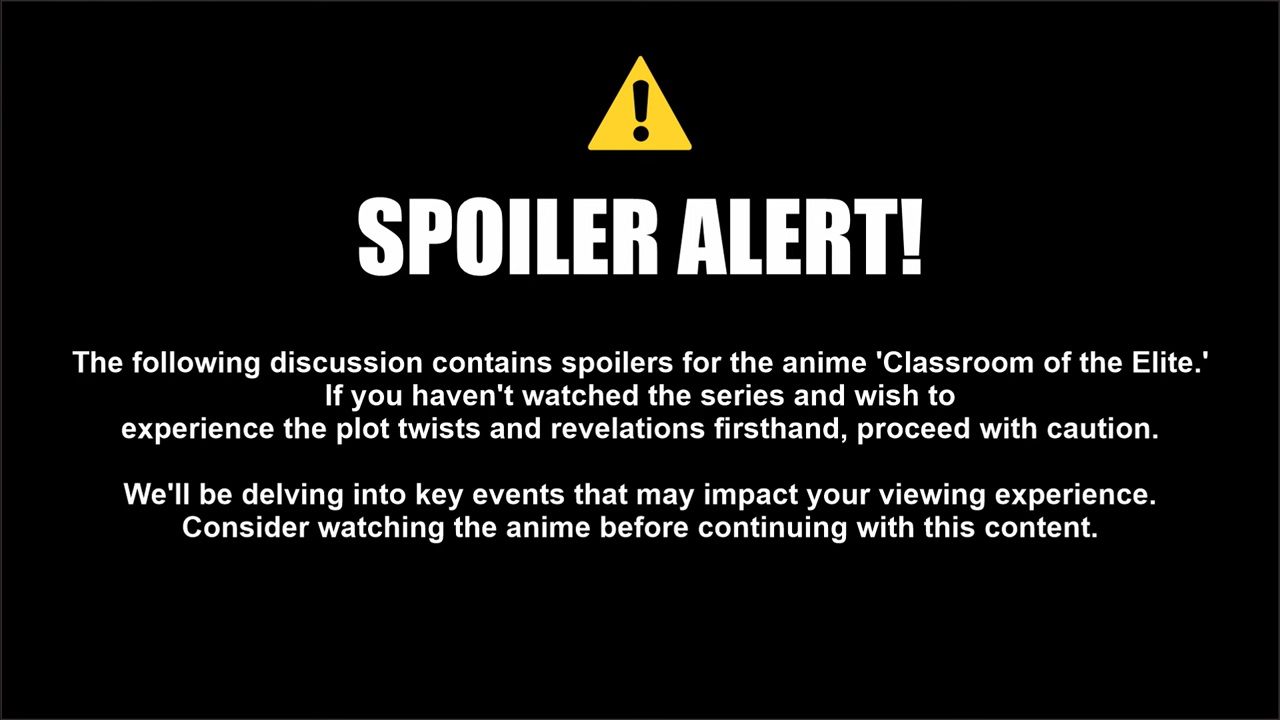 SPOILER ALERT!
The following discussion contains spoilers for the anime 'Classroom of the Elite.'
If you haven't watched the series and wish to
experience the plot twists and revelations firsthand, proceed with caution.
We'll be delving into key events that may impact your viewing experience.
Consider watching the anime before continuing with this content.